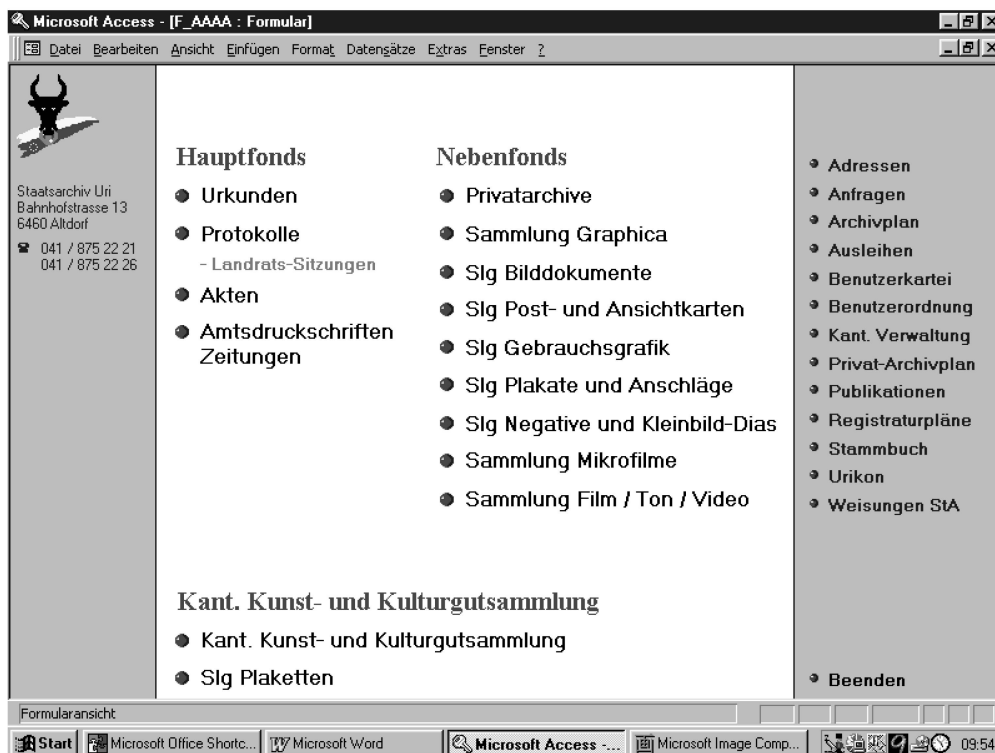 Microsoft Access - [F_AAAA : Formular]
Datei Bearbeiten Ansicht Einfügen Format Datensätze Extras Fenster ?
Staatsarchiv Uri
Bahnhofstrasse 13
6460 Altdorf
041 / 875 22 21
041 / 875 22 26
Hauptfonds
Urkunden
Protokolle
- Landrats-Sitzungen
Akten
Amtsdruckschriften
Zeitungen
Nebenfonds
Privatarchive
Sammlung Graphica
Slg Bilddokumente
Slg Post- und Ansichtkarten
Slg Gebrauchsgrafik
Slg Plakate und Anschläge
Slg Negative und Kleinbild-Dias
Sammlung Mikrofilme
Sammlung Film / Ton / Video
Kant. Kunst- und Kulturgutsammlung
Kant. Kunst- und Kulturgutsammlung
Slg Plaketten
Adressen
Anfragen
Archivplan
Ausleihen
Benutzerkartei
Benutzerordnung
Kant. Verwaltung
Privat-Archivplan
Publikationen
Registraturpläne
Stammbuch
Urikon
Weisungen StA
Beenden
Formularansicht
Start Microsoft Office Shortc... Microsoft Word Microsoft Access -... Microsoft Image Comp... 09:54